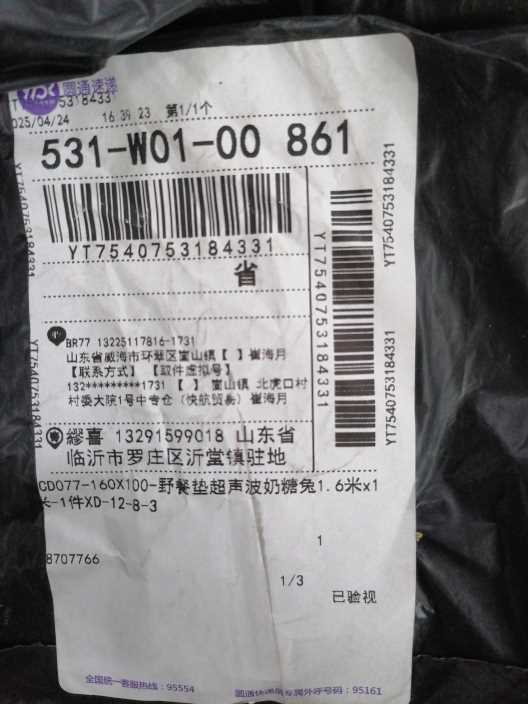 圆通速递
YT7540753184331
025/04/24 16 39 23 第1/1个
531-W01-00 861
YT7540753184331
省
BR77 13225117816-1731
山东省威海市环翠区崮山镇【 】崔海月
【联系方式】【取件虚拟号】
132*********1731 【 】 崮山镇 北虎口村
村委大院1号中专仓(快航贸易)崔海月
繆喜 13291599018 山东省
临沂市罗庄区沂堂镇驻地
CD077-160X100-野餐垫超声波奶糖兔1.6米x1
米-1件XD-12-8-3
1
8707766
1/3
已验视
全国统一客服热线:95554
圆通快递员专属外呼号码:95161
YT7540753184331
YT7540753184331
YT7540753184331
YT7540753184331
YT7540753184331